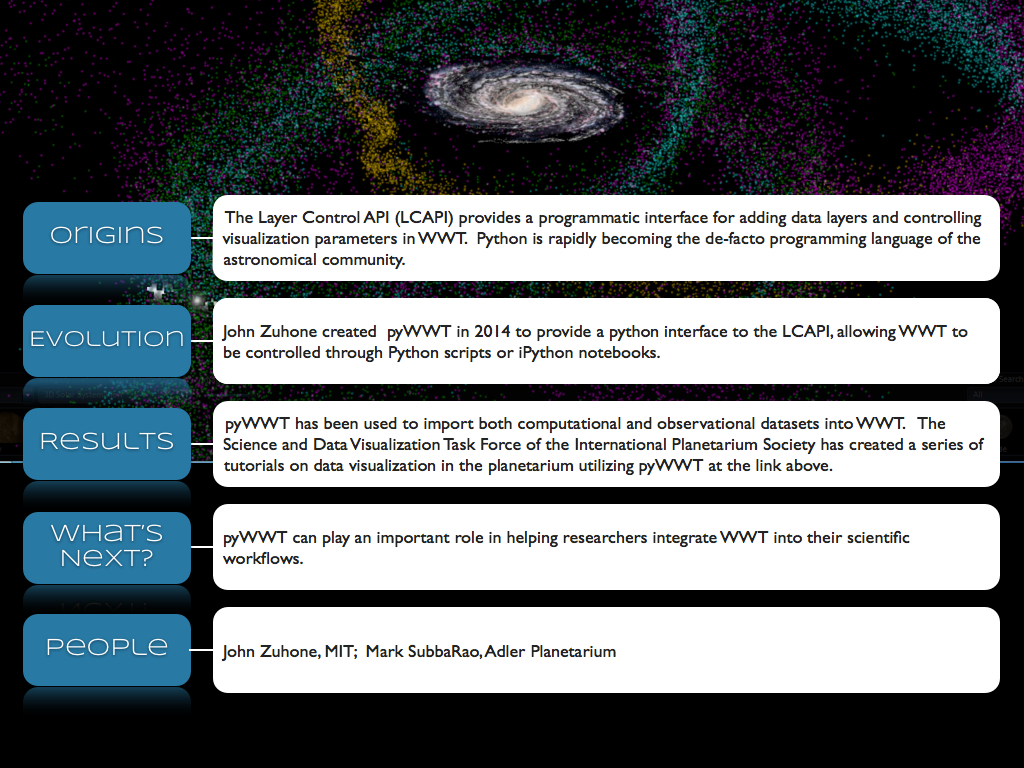 Origins
The Layer Control API (LCAPI) provides a programmatic interface for adding data layers and controlling
visualization parameters in WWT.  Python is rapidly becoming the de-facto programming language of the
astronomical community.
Evolution
John Zuhone created  pyWWT in 2014 to provide a python interface to the LCAPI, allowing WWT to
be controlled through Python scripts or iPython notebooks.
Results
pyWWT has been used to import both computational and observational datasets into WWT.  The
Science and Data Visualization Task Force of the International Planetarium Society has created a series of
tutorials on data visualization in the planetarium utilizing pyWWT at the link above.
What's
Next?
pyWWT can play an important role in helping researchers integrate WWT into their scientific
workflows.
People
John Zuhone, MIT;  Mark SubbaRao, Adler Planetarium